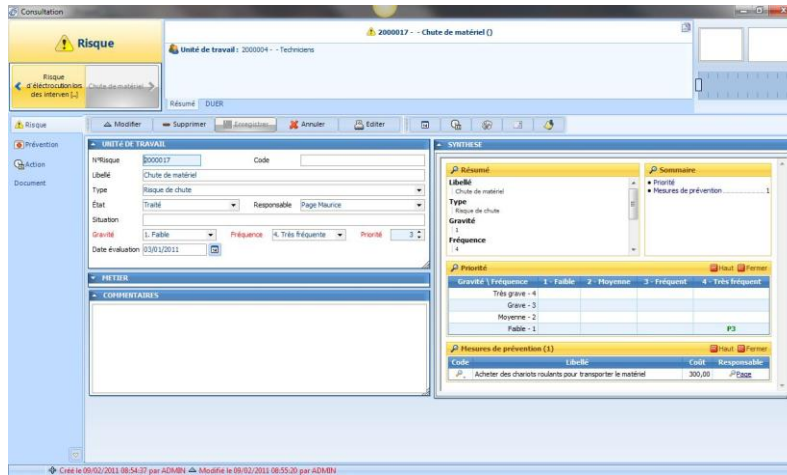 Consultation
Risque
2000017 - - Chute de matériel ()
Unité de travail : 2000004 - - Techniciens
Risque
d'électrocution lors
des interven [..]
Chute de matériel
Résumé DUER
Risque
Prévention
Action
Document
Modifier Supprimer Enregistrer Annuler Editer
UNITÉ DE TRAVAIL
N°Risque 2000017 Code
Libellé Chute de matériel
Type Risque de chute
État Traité Responsable Page Maurice
Situation
Gravité 1. Faible Fréquence 4. Très fréquente Priorité 3
Date évaluation 03/01/2011
METIER
COMMENTAIRES
SYNTHESE
Résumé
Libellé
Chute de matériel
Type
Risque de chute
Gravité
1
Fréquence
4
Sommaire
Priorité
Mesures de prévention 1
Priorité Haut Fermer
Gravité \ Fréquence 1 - Faible 2 - Moyenne 3 - Fréquent 4 - Très fréquent
Très grave - 4
Grave - 3
Moyenne - 2
Faible - 1 P3
Mesures de prévention (1) Haut Fermer
Code Libellé Coût Responsable
Acheter des chariots roulants pour transporter le matériel 300,00 Page
Créé le 09/02/2011 08:54:37 par ADMIN Modifié le 09/02/2011 08:55:20 par ADMIN